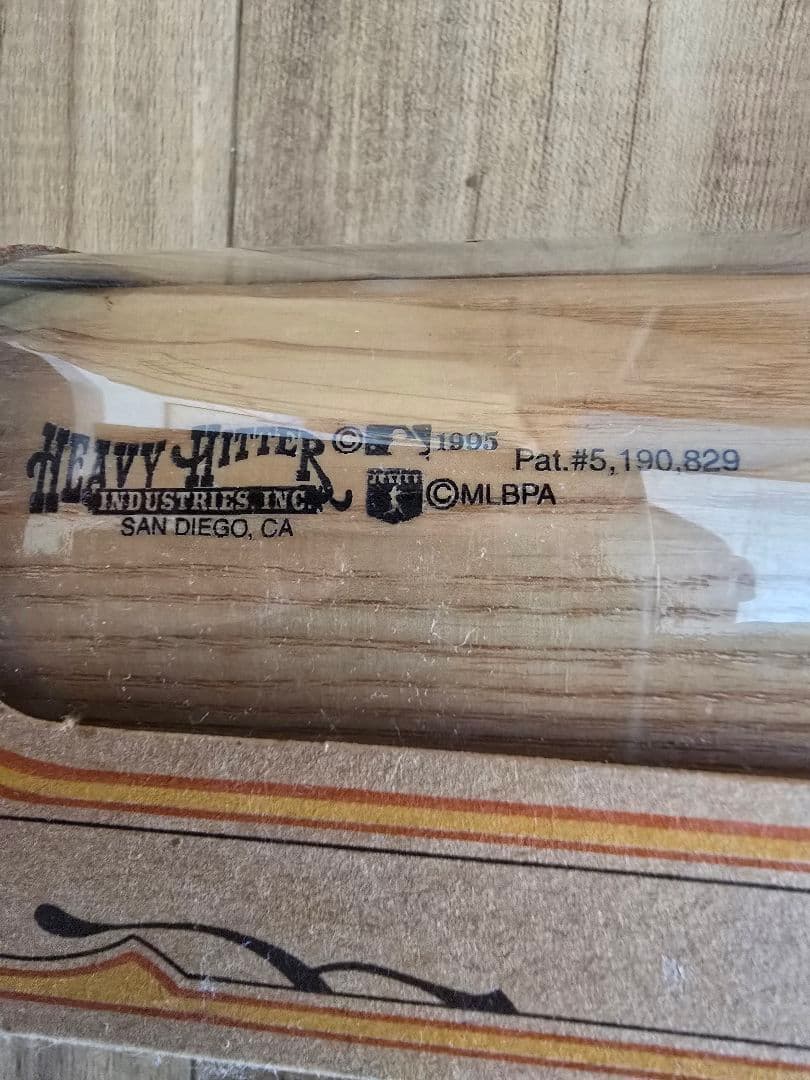 HEAVY HITTER © 1995 Pat.#5,190,829
INDUSTRIES, INC. ©MLBPA
SAN DIEGO, CA